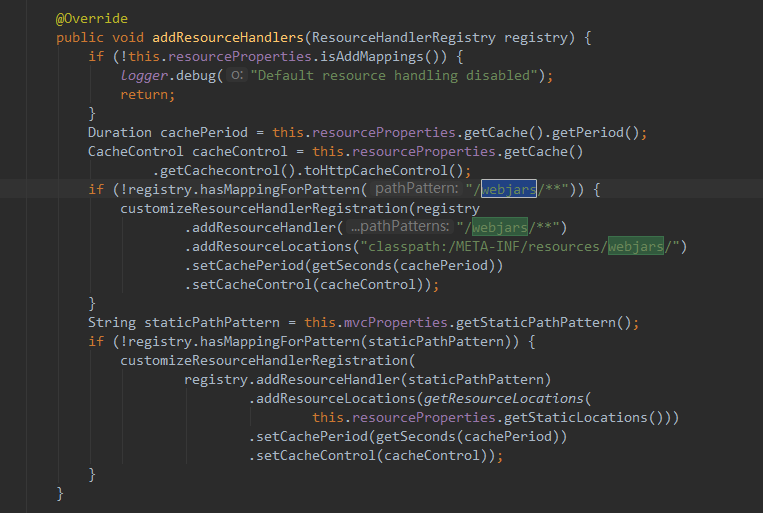 @Override
public void addResourceHandlers(ResourceHandlerRegistry registry) {
if (!this.resourceProperties.isAddMappings()) {
logger.debug( o: "Default resource handling disabled");
return;
}
Duration cachePeriod = this.resourceProperties.getCache().getPeriod();
CacheControl cacheControl = this.resourceProperties.getCache()
.getCachecontrol().toHttpCacheControl();
if (!registry.hasMappingForPattern( pathPattern: "/webjars/**")) {
customizeResourceHandlerRegistration(registry
.addResourceHandler( ...pathPatterns: "/webjars/**")
.addResourceLocations("classpath:/META-INF/resources/webjars/")
.setCachePeriod(getSeconds(cachePeriod))
.setCacheControl(cacheControl));
}
String staticPathPattern = this.mvcProperties.getStaticPathPattern();
if (!registry.hasMappingForPattern(staticPathPattern)) {
customizeResourceHandlerRegistration(
registry.addResourceHandler(staticPathPattern)
.addResourceLocations(getResourceLocations(
this.resourceProperties.getStaticLocations()))
.setCachePeriod(getSeconds(cachePeriod))
.setCacheControl(cacheControl));
}
}